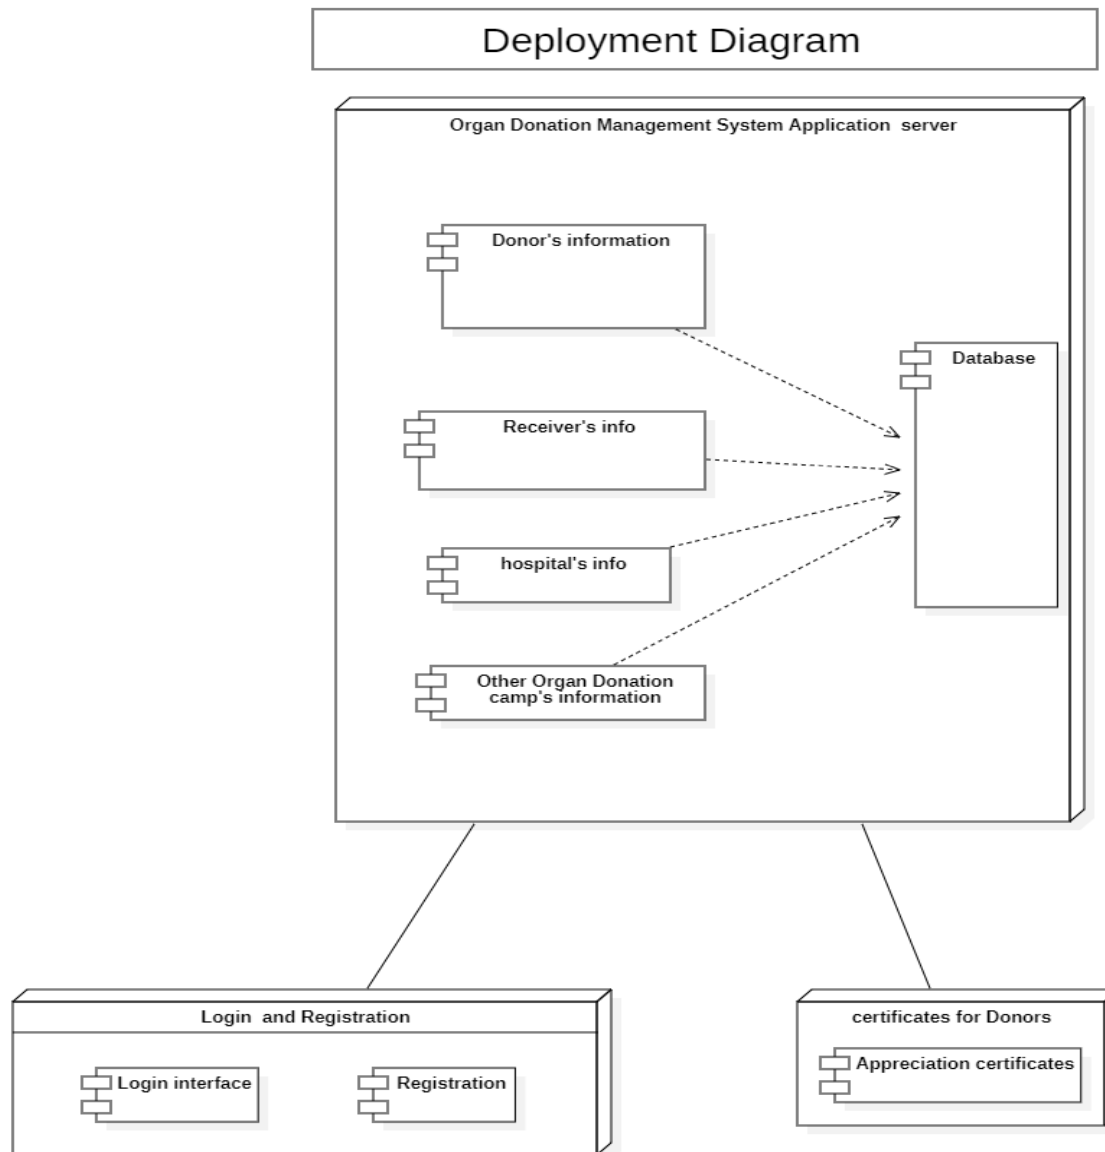 Deployment Diagram
Organ Donation Management System Application  server
Donor's information
Database
Receiver's info
hospital's info
Other Organ Donation
camp's information
Login  and Registration
certificates for Donors
Login interface
Registration
Appreciation certificates